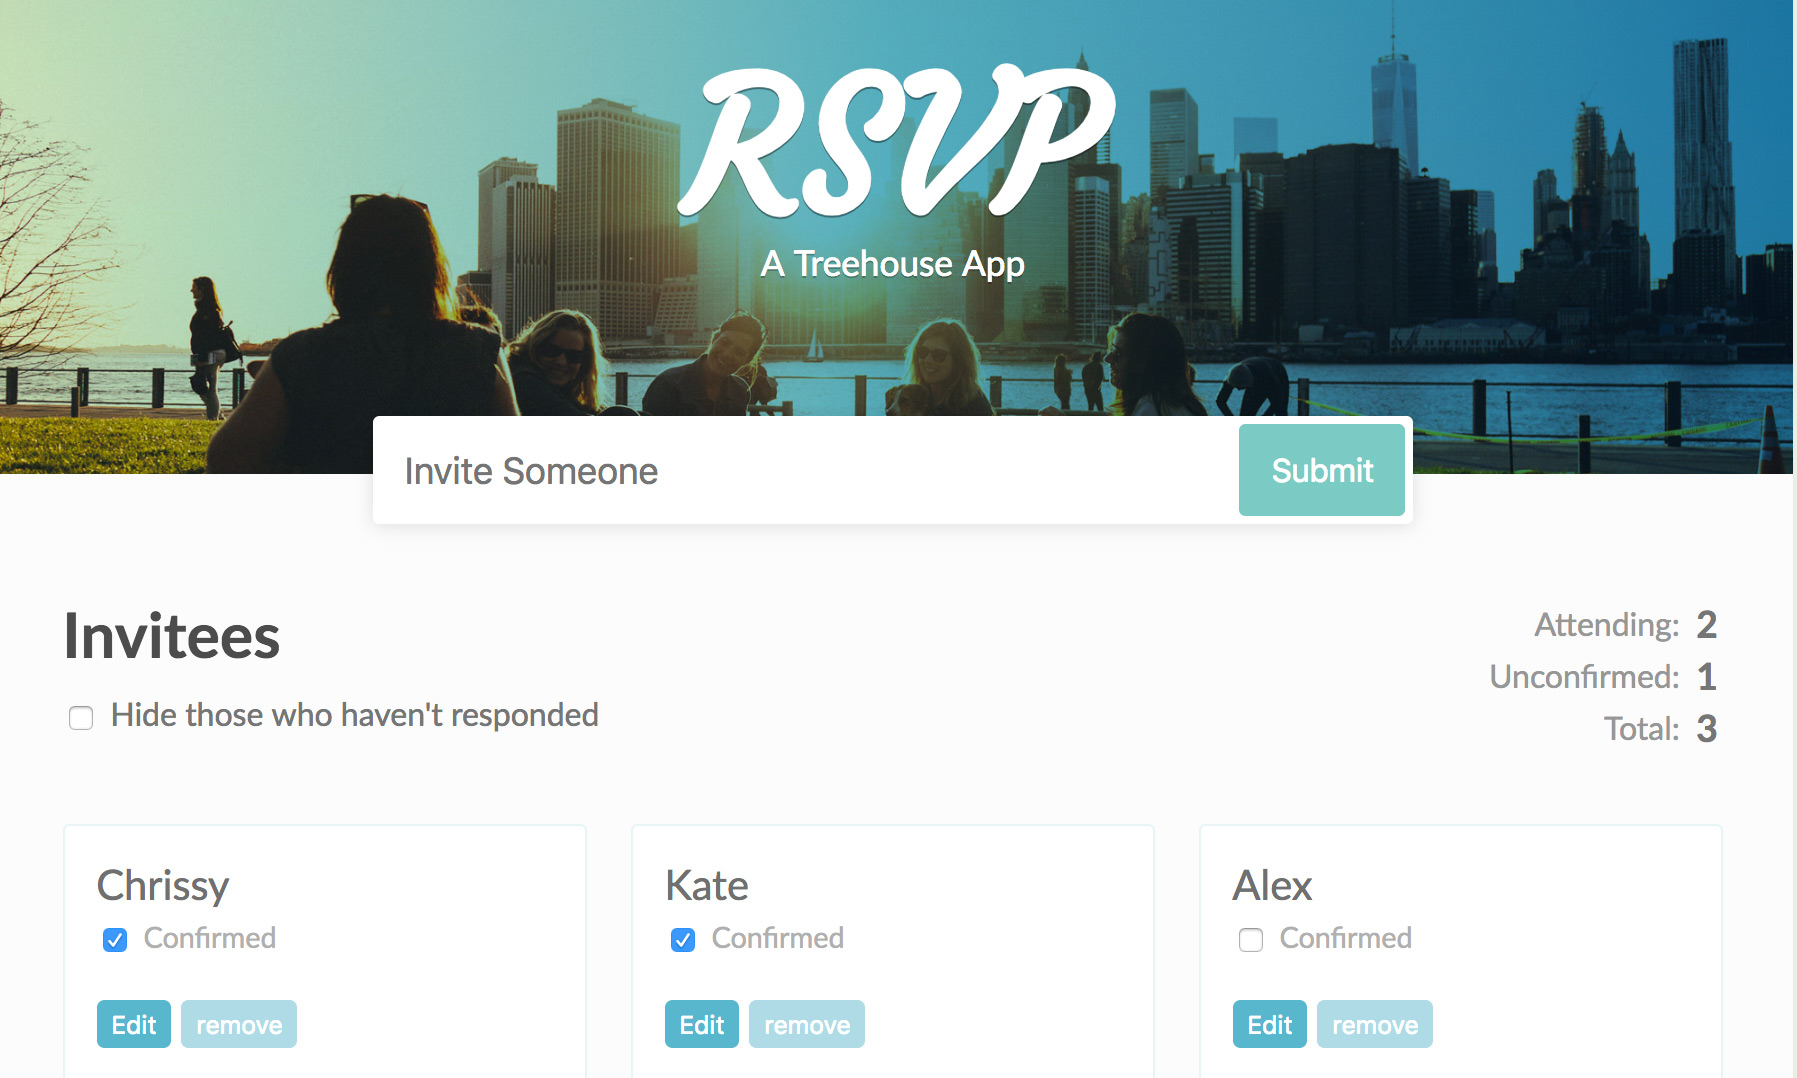 RSVP
A Treehouse App
Invite Someone
Submit
Invitees
Hide those who haven't responded
Attending: 2
Unconfirmed: 1
Total: 3
Chrissy
Confirmed
Edit remove
Kate
Confirmed
Edit remove
Alex
Confirmed
Edit remove